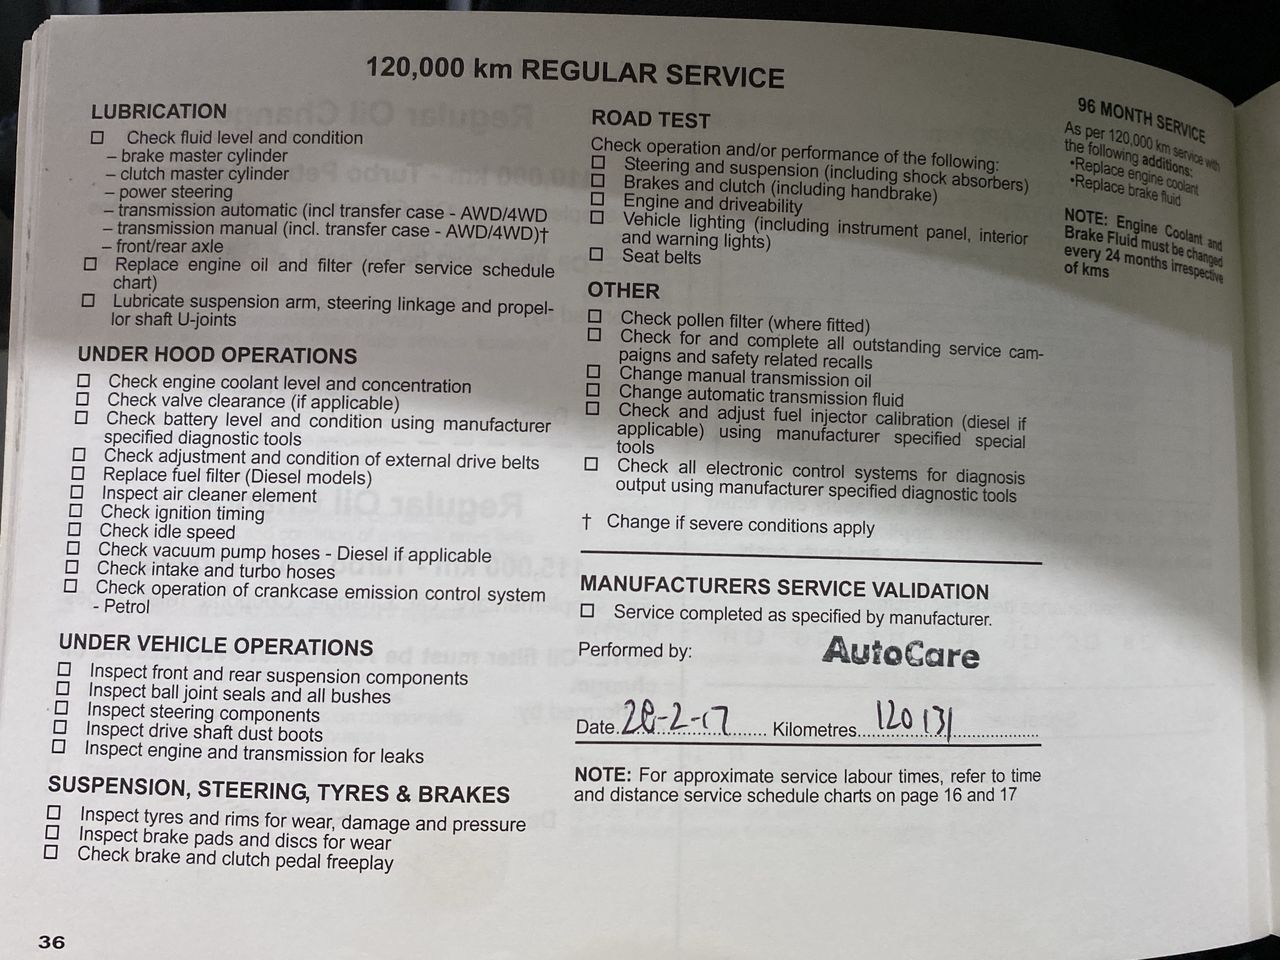 120,000 km REGULAR SERVICE
LUBRICATION
Check fluid level and condition
– brake master cylinder
– clutch master cylinder
– power steering
– transmission automatic (incl transfer case - AWD/4WD
– transmission manual (incl. transfer case - AWD/4WD)†
– front/rear axle
Replace engine oil and filter (refer service schedule
chart)
Lubricate suspension arm, steering linkage and propel-
lor shaft U-joints
UNDER HOOD OPERATIONS
Check engine coolant level and concentration
Check valve clearance (if applicable)
Check battery level and condition using manufacturer
specified diagnostic tools
Check adjustment and condition of external drive belts
Replace fuel filter (Diesel models)
Inspect air cleaner element
Check ignition timing
Check idle speed
Check vacuum pump hoses - Diesel if applicable
Check intake and turbo hoses
Check operation of crankcase emission control system
- Petrol
UNDER VEHICLE OPERATIONS
Inspect front and rear suspension components
Inspect ball joint seals and all bushes
Inspect steering components
Inspect drive shaft dust boots
Inspect engine and transmission for leaks
SUSPENSION, STEERING, TYRES & BRAKES
Inspect tyres and rims for wear, damage and pressure
Inspect brake pads and discs for wear
Check brake and clutch pedal freeplay
36
ROAD TEST
Check operation and/or performance of the following:
Steering and suspension (including shock absorbers)
Brakes and clutch (including handbrake)
Engine and driveability
Vehicle lighting (including instrument panel, interior
and warning lights)
Seat belts
OTHER
Check pollen filter (where fitted)
Check for and complete all outstanding service cam-
paigns and safety related recalls
Change manual transmission oil
Change automatic transmission fluid
Check and adjust fuel injector calibration (diesel if
applicable) using manufacturer specified special
tools
Check all electronic control systems for diagnosis
output using manufacturer specified diagnostic tools
† Change if severe conditions apply
MANUFACTURERS SERVICE VALIDATION
Service completed as specified by manufacturer.
Performed by: AutoCare
Date 28-2-17 Kilometres 120131
NOTE: For approximate service labour times, refer to time
and distance service schedule charts on page 16 and 17
96 MONTH SERVICE
As per 120,000 km service with
the following additions:
•Replace engine coolant
•Replace brake fluid
NOTE: Engine Coolant and
Brake Fluid must be changed
every 24 months irrespective
of kms